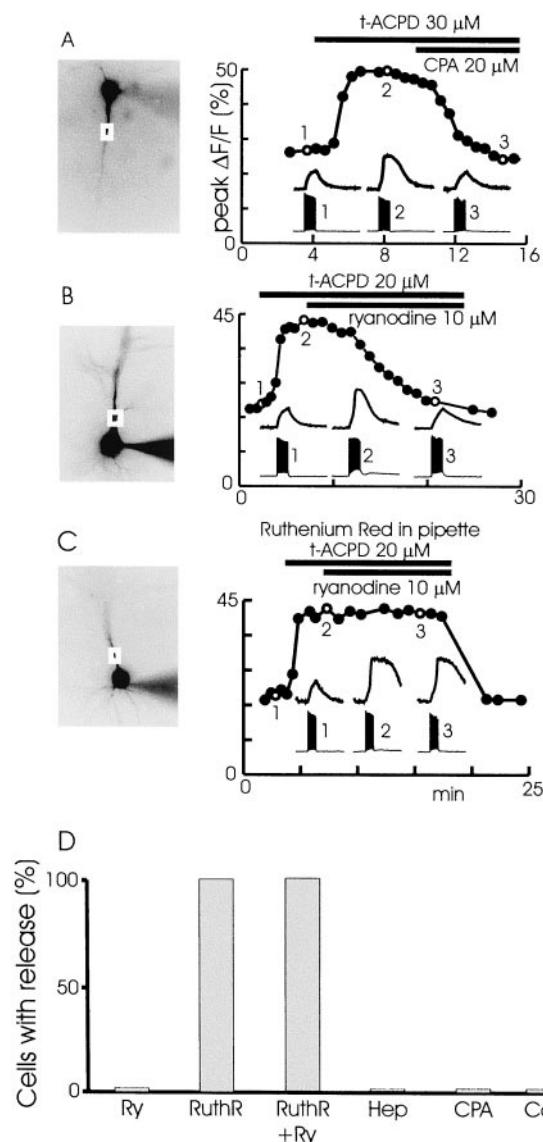 A
t-ACPD 30 μM
CPA 20 μM
peak ΔF/F (%)
50
0
1
2
3
1
2
3
4
8
12
16
B
t-ACPD 20 μM
ryanodine 10 μM
45
0
1
2
3
1
2
3
0
30
C
Ruthenium Red in pipette
t-ACPD 20 μM
ryanodine 10 μM
45
0
1
2
3
1
2
3
0
min
25
D
Cells with release (%)
100
50
0
Ry
RuthR
RuthR
+Ry
Hep
CPA